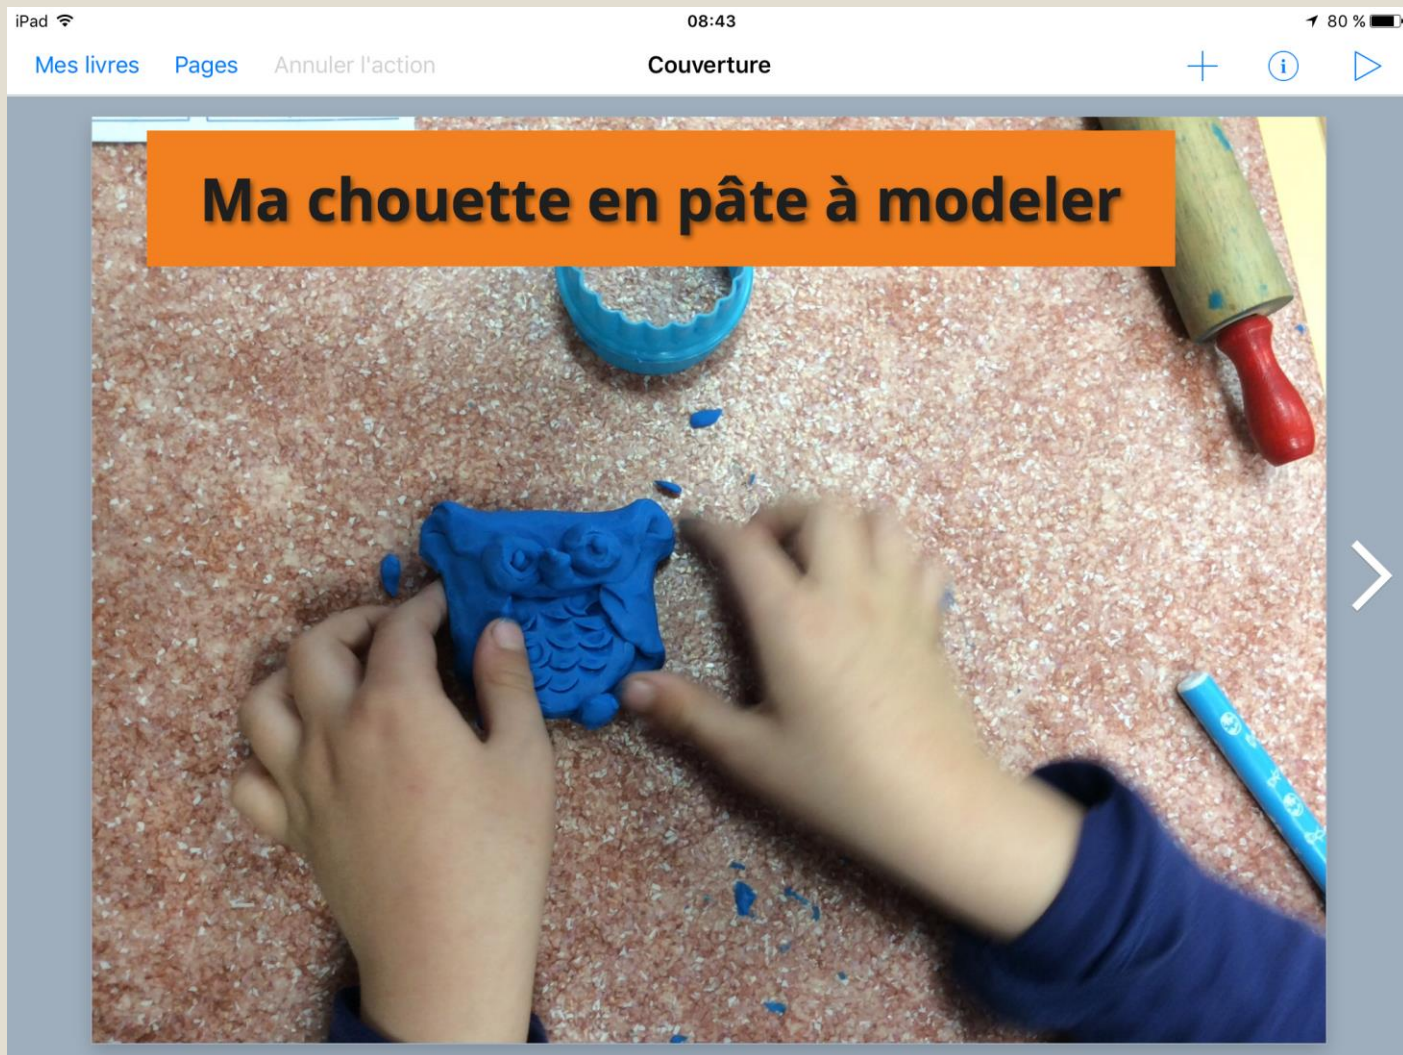 iPad 08:43 80 %
Mes livres Pages Annuler l'action Couverture
Ma chouette en pâte à modeler